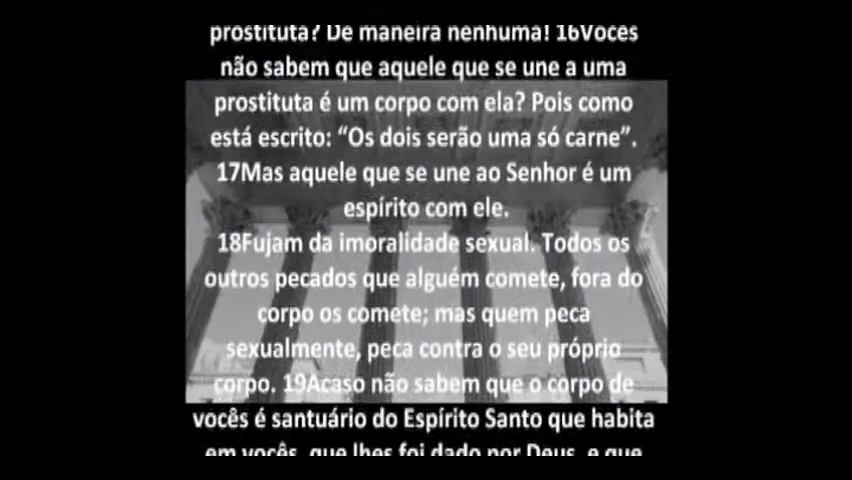 prostituta? De maneira nenhuma! 16Vocês
não sabem que aquele que se une a uma
prostituta é um corpo com ela? Pois como
está escrito: “Os dois serão uma só carne”.
17Mas aquele que se une ao Senhor é um
espírito com ele.
18Fujam da imoralidade sexual. Todos os
outros pecados que alguém comete, fora do
corpo os comete; mas quem peca
sexualmente, peca contra o seu próprio
corpo. 19Acaso não sabem que o corpo de
vocês é santuário do Espírito Santo que habita
em vocês, que lhes foi dado por Deus, e que